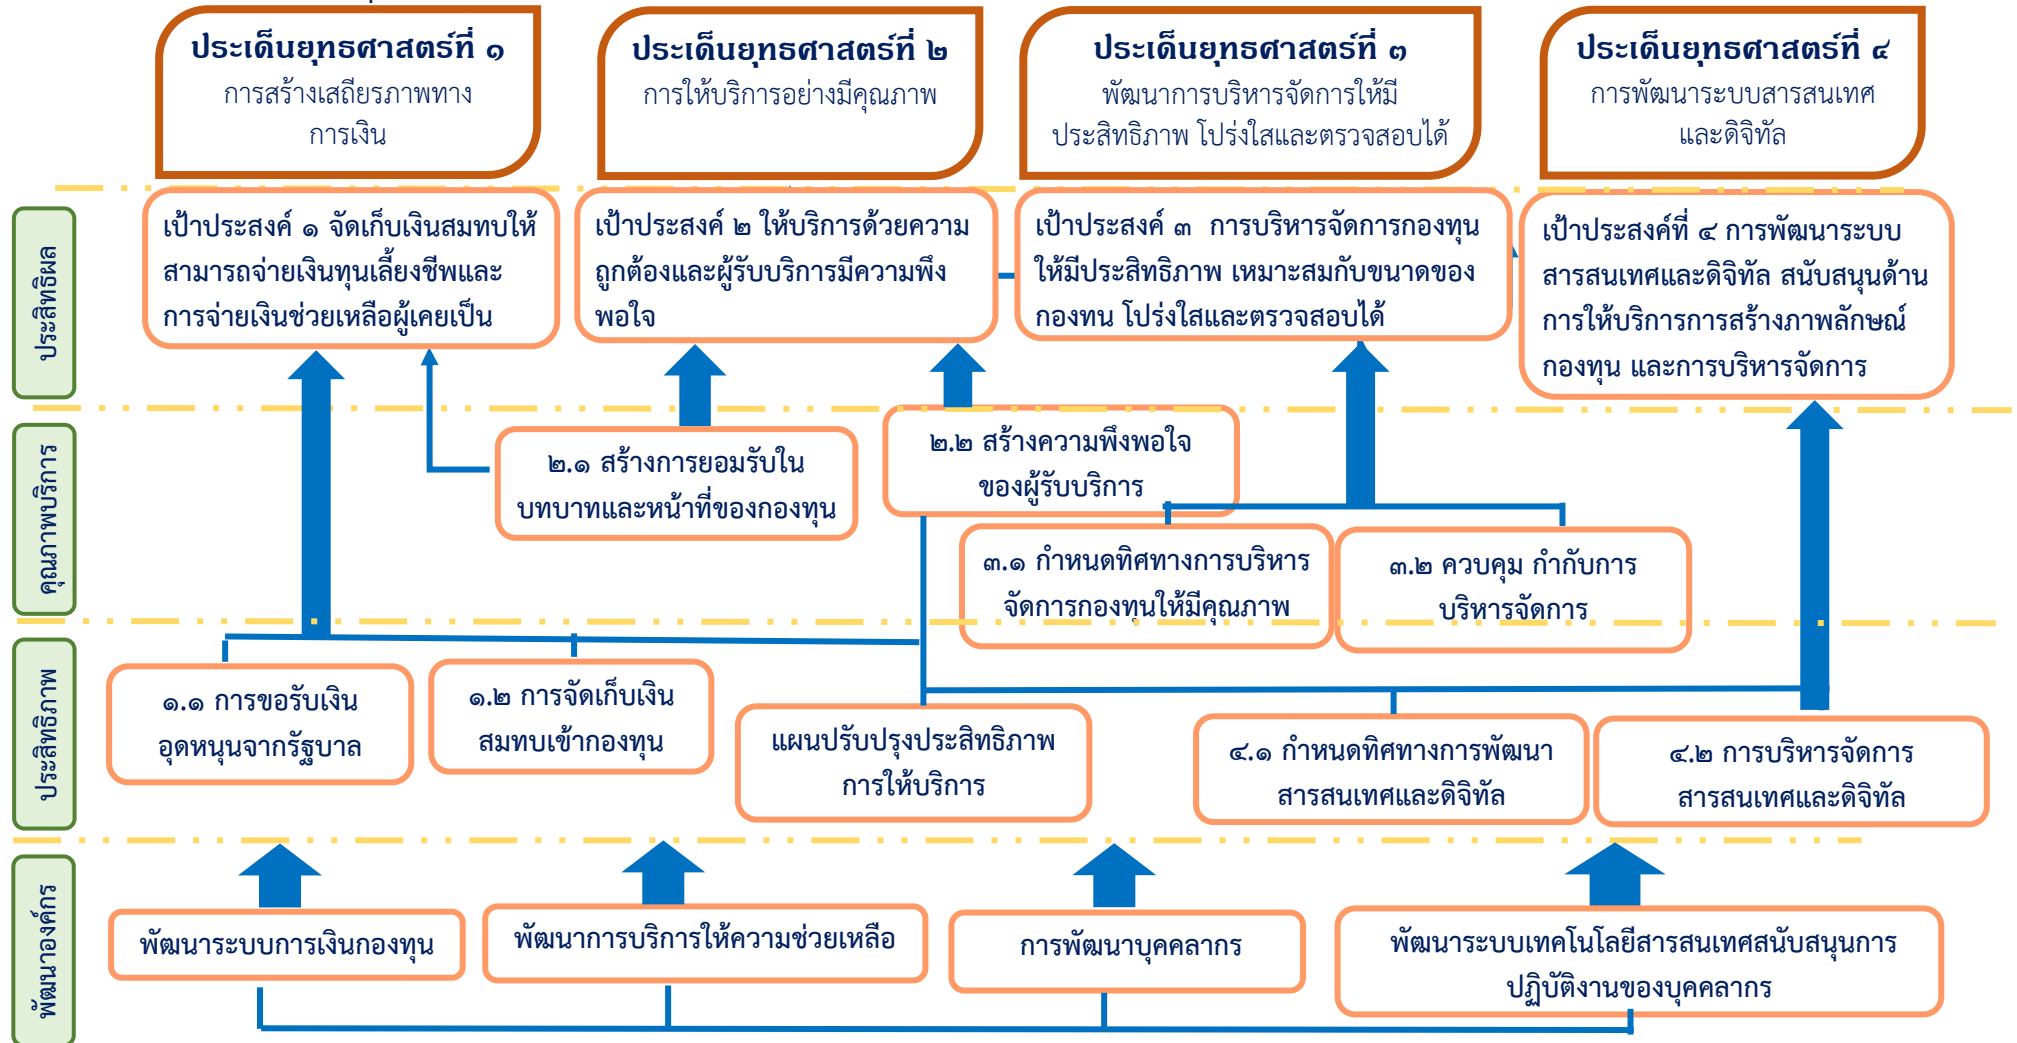 ประเด็นยุทธศาสตร์ที่ ๑
การสร้างเสถียรภาพทาง
การเงิน
ประเด็นยุทธศาสตร์ที่ ๒
การให้บริการอย่างมีคุณภาพ
ประเด็นยุทธศาสตร์ที่ ๓
พัฒนาการบริหารจัดการให้มี
ประสิทธิภาพ โปร่งใสและตรวจสอบได้
ประเด็นยุทธศาสตร์ที่ ๔
การพัฒนาระบบสารสนเทศ
และดิจิทัล
ประสิทธิผล
เป้าประสงค์ ๑ จัดเก็บเงินสมทบให้
สามารถจ่ายเงินทุนเลี้ยงชีพและ
การจ่ายเงินช่วยเหลือผู้เคยเป็น
เป้าประสงค์ ๒ ให้บริการด้วยความ
ถูกต้องและผู้รับบริการมีความพึง
พอใจ
เป้าประสงค์ ๓ การบริหารจัดการกองทุน
ให้มีประสิทธิภาพ เหมาะสมกับขนาดของ
กองทน โปร่งใสและตรวจสอบได้
เป้าประสงค์ที่ ๔ การพัฒนาระบบ
สารสนเทศและดิจิทัล สนับสนุนด้าน
การให้บริการการสร้างภาพลักษณ์
กองทุน และการบริหารจัดการ
คุณภาพบริการ
๒.๑ สร้างการยอมรับใน
บทบาทและหน้าที่ของกองทุน
๒.๒ สร้างความพึงพอใจ
ของผู้รับบริการ
๓.๑ กำหนดทิศทางการบริหาร
จัดการกองทุนให้มีคุณภาพ
๓.๒ ควบคุม กำกับการ
บริหารจัดการ
ประสิทธิภาพ
๑.๑ การขอรับเงิน
อุดหนุนจากรัฐบาล
๑.๒ การจัดเก็บเงิน
สมทบเข้ากองทุน
แผนปรับปรุงประสิทธิภาพ
การให้บริการ
๔.๑ กำหนดทิศทางการพัฒนา
สารสนเทศและดิจิทัล
๔.๒ การบริหารจัดการ
สารสนเทศและดิจิทัล
พัฒนาองค์กร
พัฒนาระบบการเงินกองทุน
พัฒนาการบริการให้ความช่วยเหลือ
การพัฒนาบุคคลากร
พัฒนาระบบเทคโนโลยีสารสนเทศสนับสนุนการ
ปฏิบัติงานของบุคคลากร